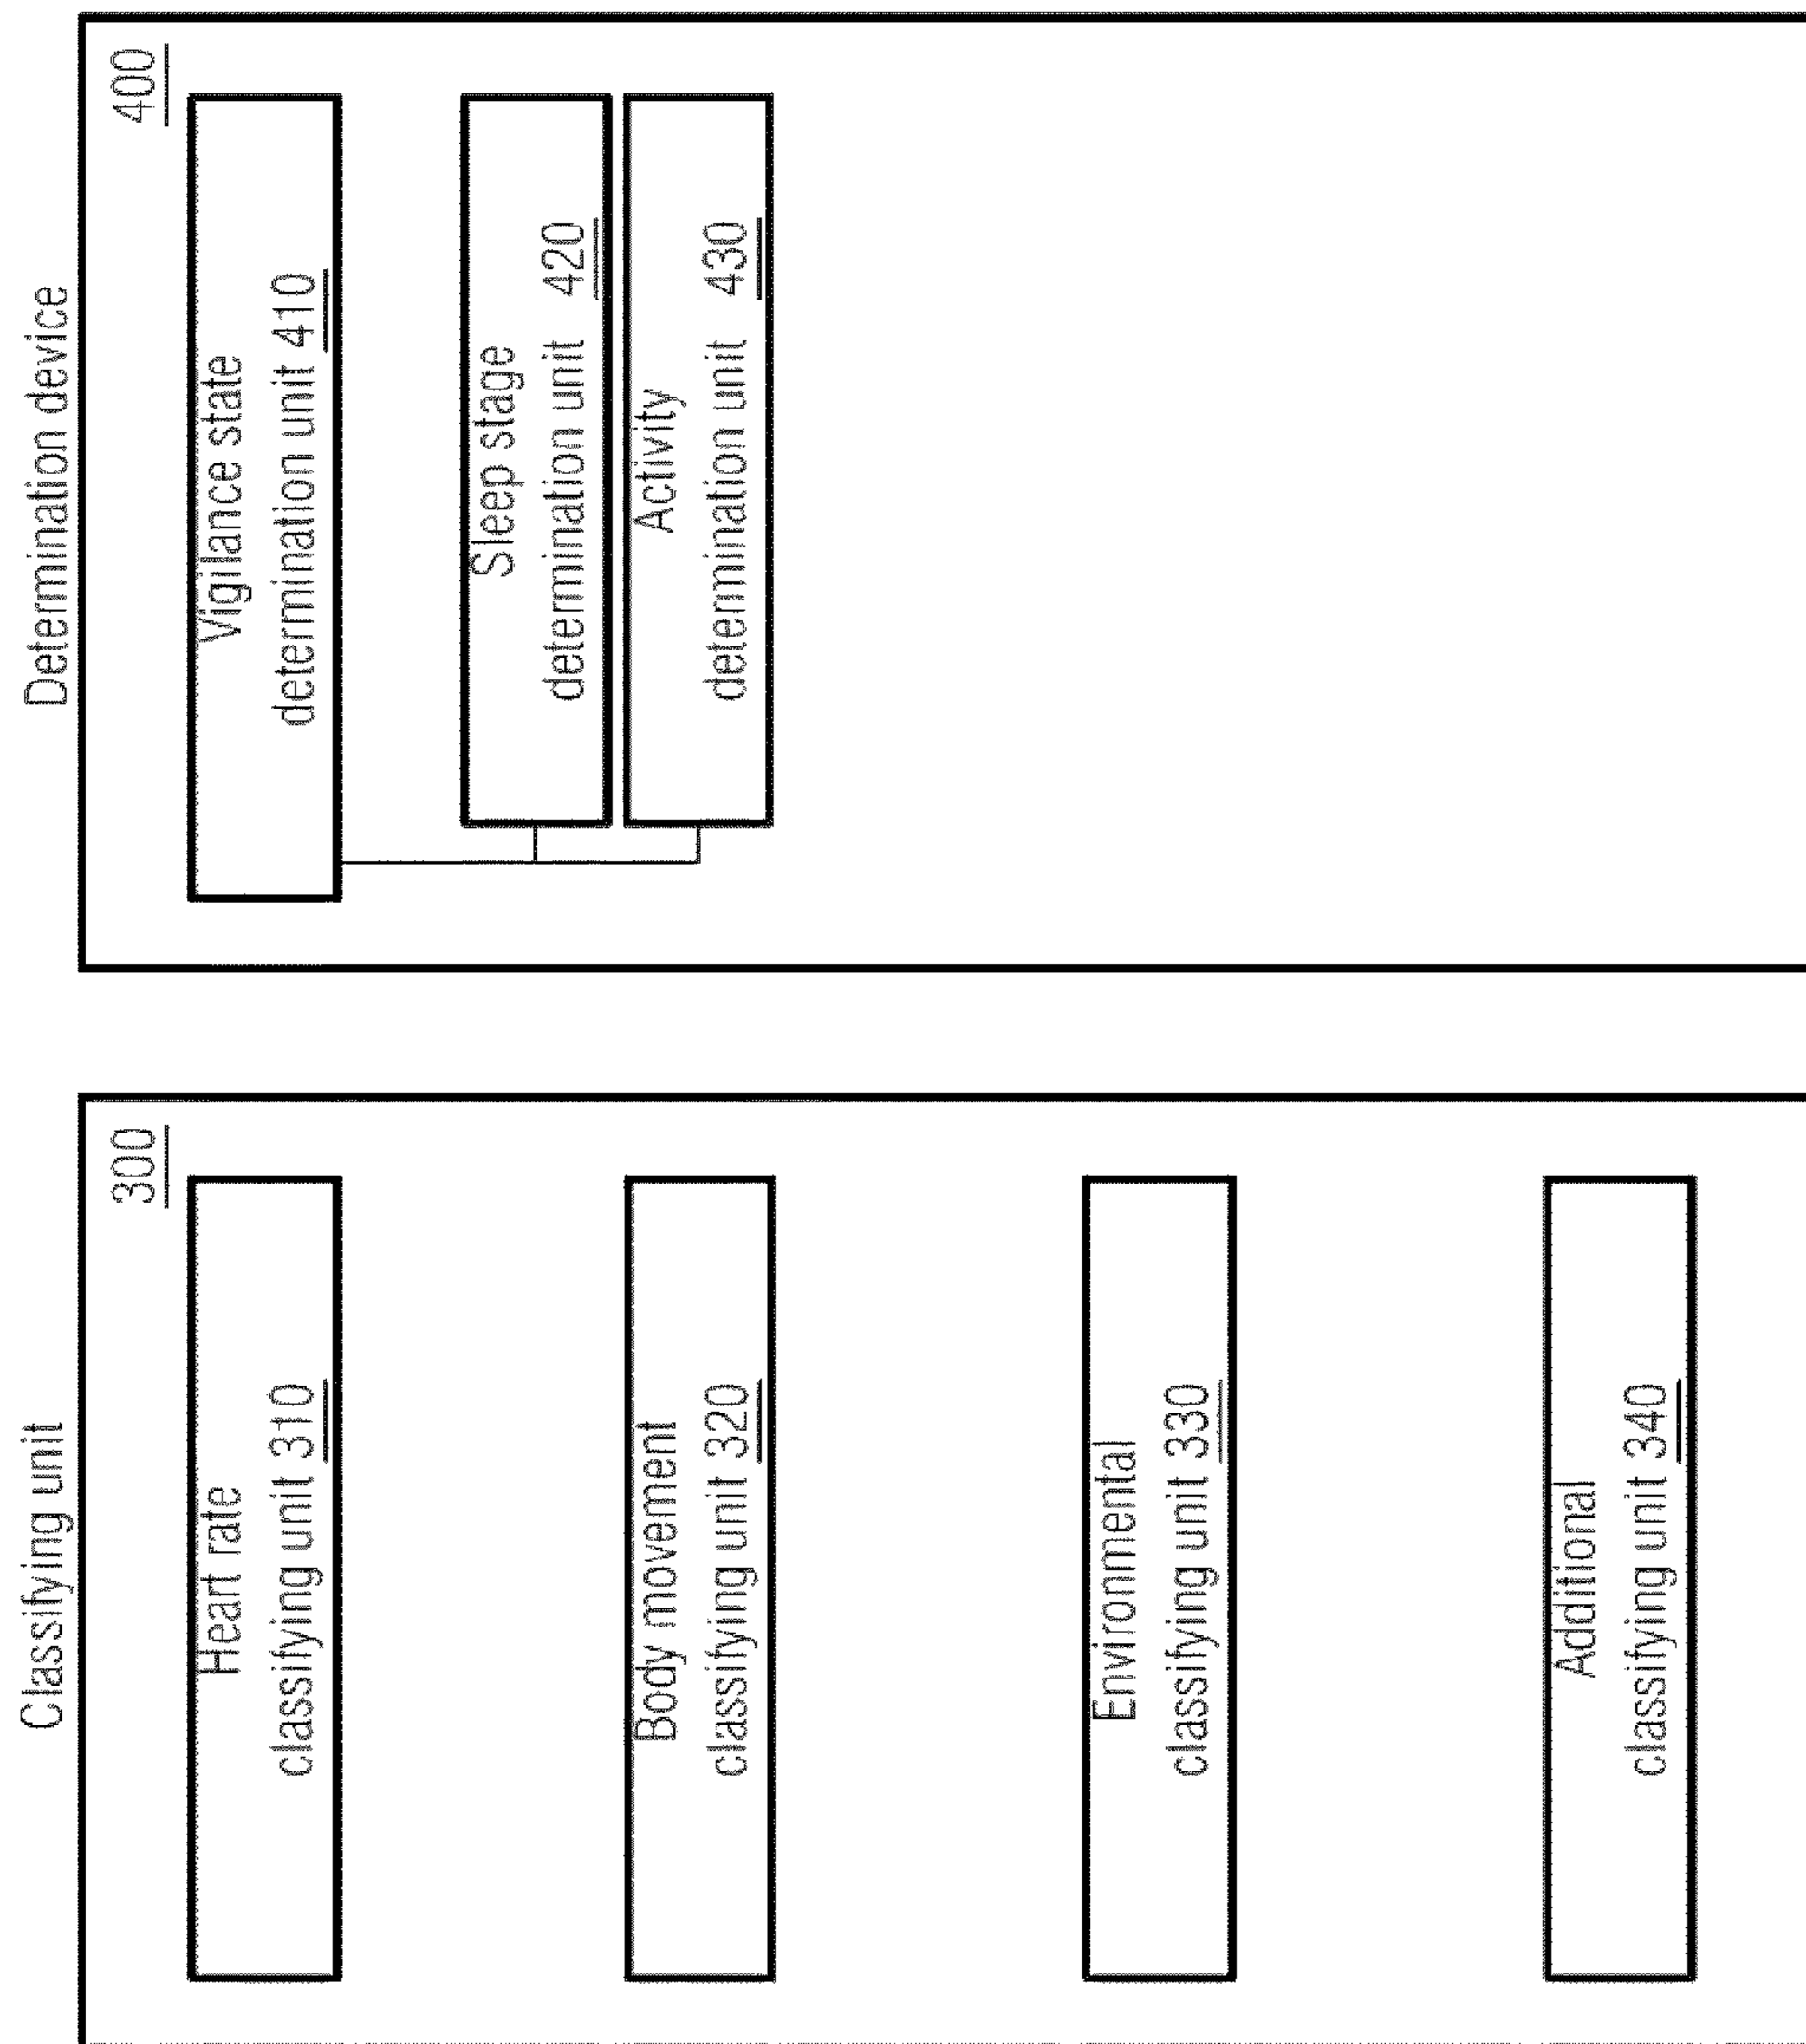 Classifying unit
300
Heart rate
classifying unit 310
Body movement
classifying unit 320
Environmental
classifying unit 330
Additional
classifying unit 340
Determination device
400
Vigilance state
determination unit 410
Sleep stage
determination unit 420
Activity
determination unit 430